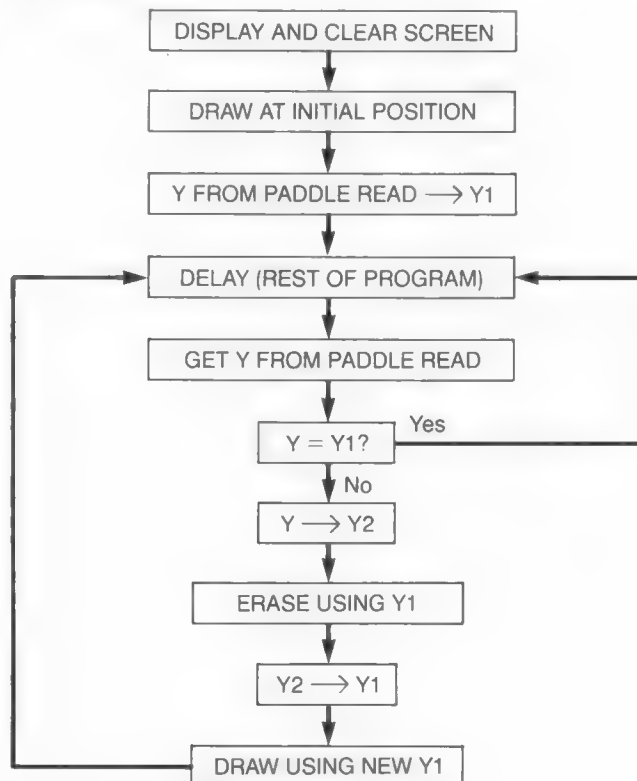 DISPLAY AND CLEAR SCREEN
DRAW AT INITIAL POSITION
Y FROM PADDLE READ → Y1
DELAY (REST OF PROGRAM)
GET Y FROM PADDLE READ
Y = Y1?
Yes
No
Y → Y2
ERASE USING Y1
Y2 → Y1
DRAW USING NEW Y1